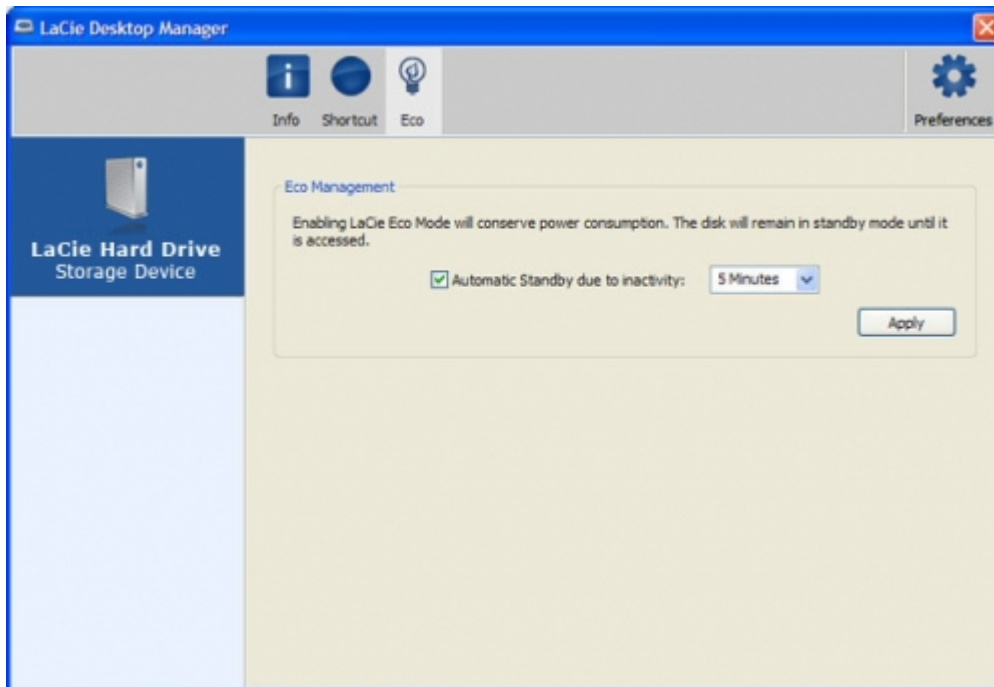 LaCie Desktop Manager
Info
Shortcut
Eco
Preferences
LaCie Hard Drive
Storage Device
Eco Management
Enabling LaCie Eco Mode will conserve power consumption. The disk will remain in standby mode until it
is accessed.
Automatic Standby due to inactivity:
5 Minutes
Apply